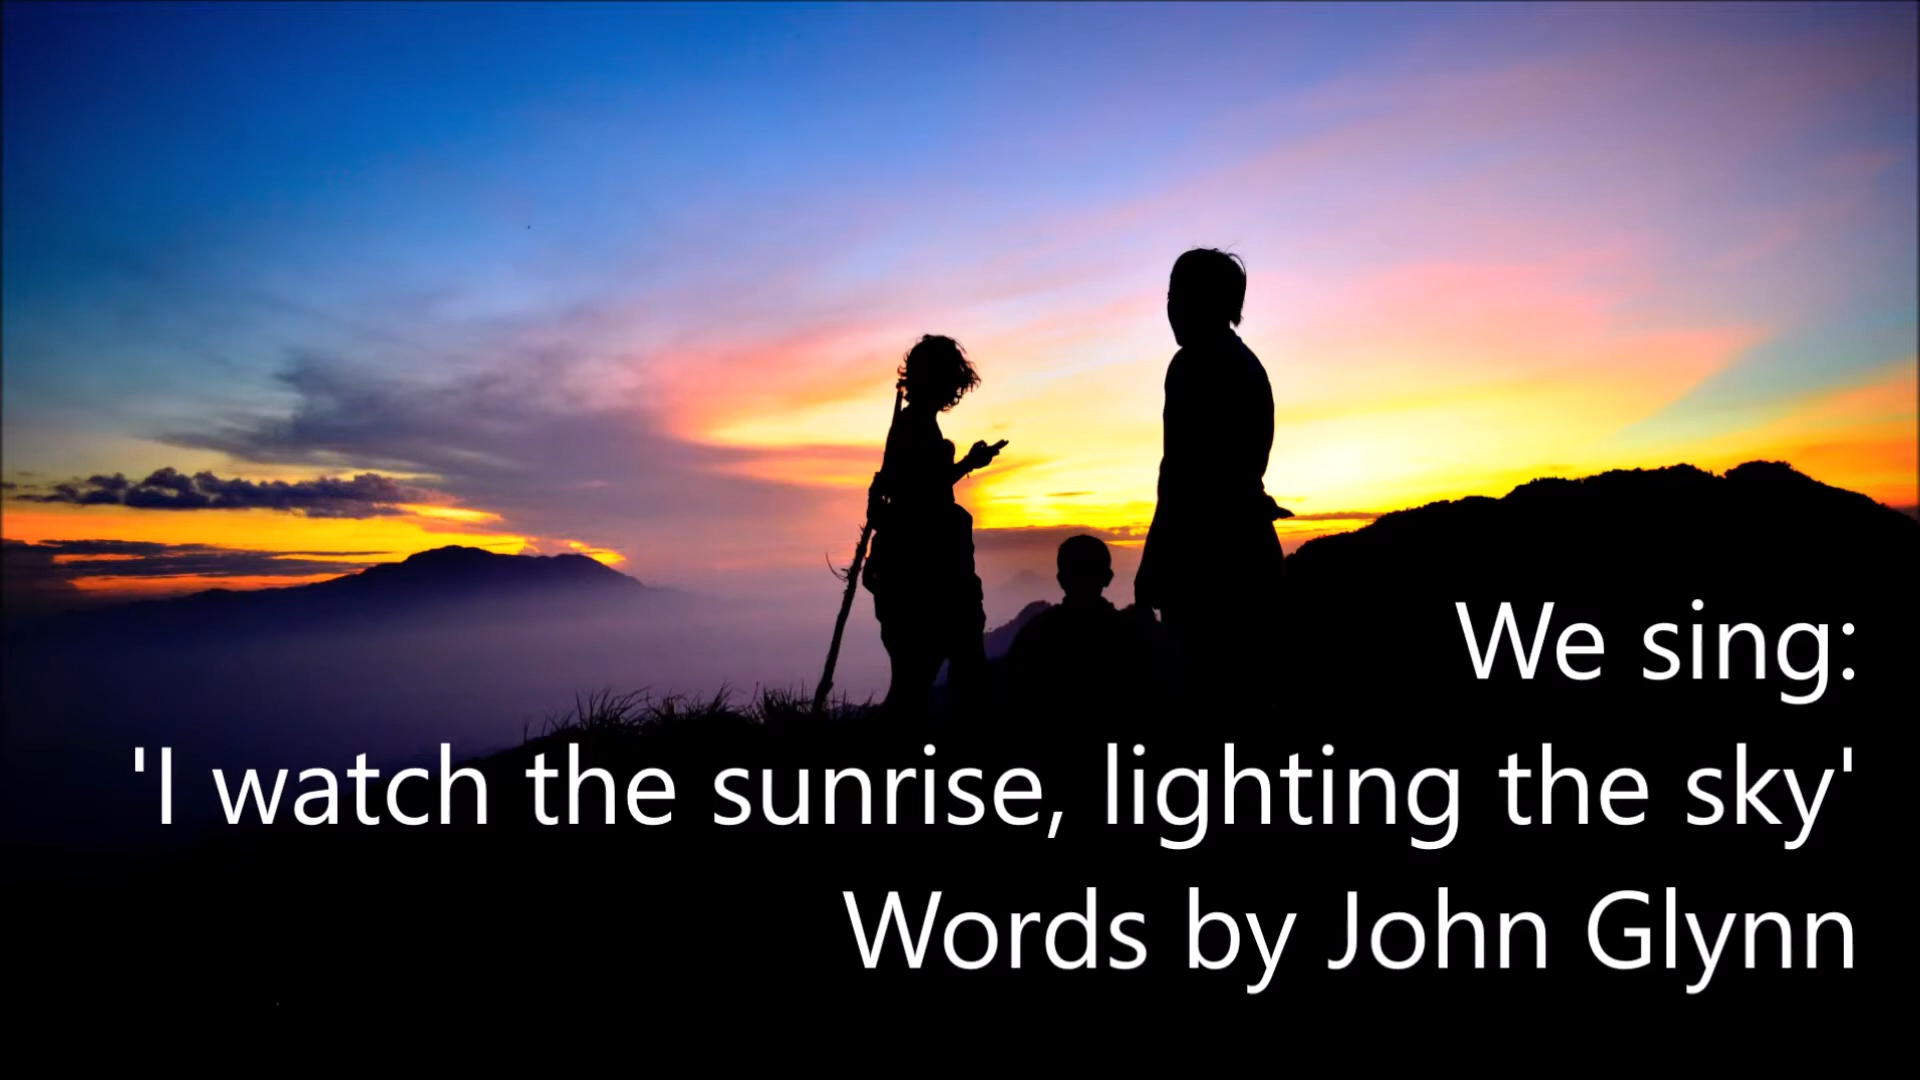 We sing:
'I watch the sunrise, lighting the sky'
Words by John Glynn